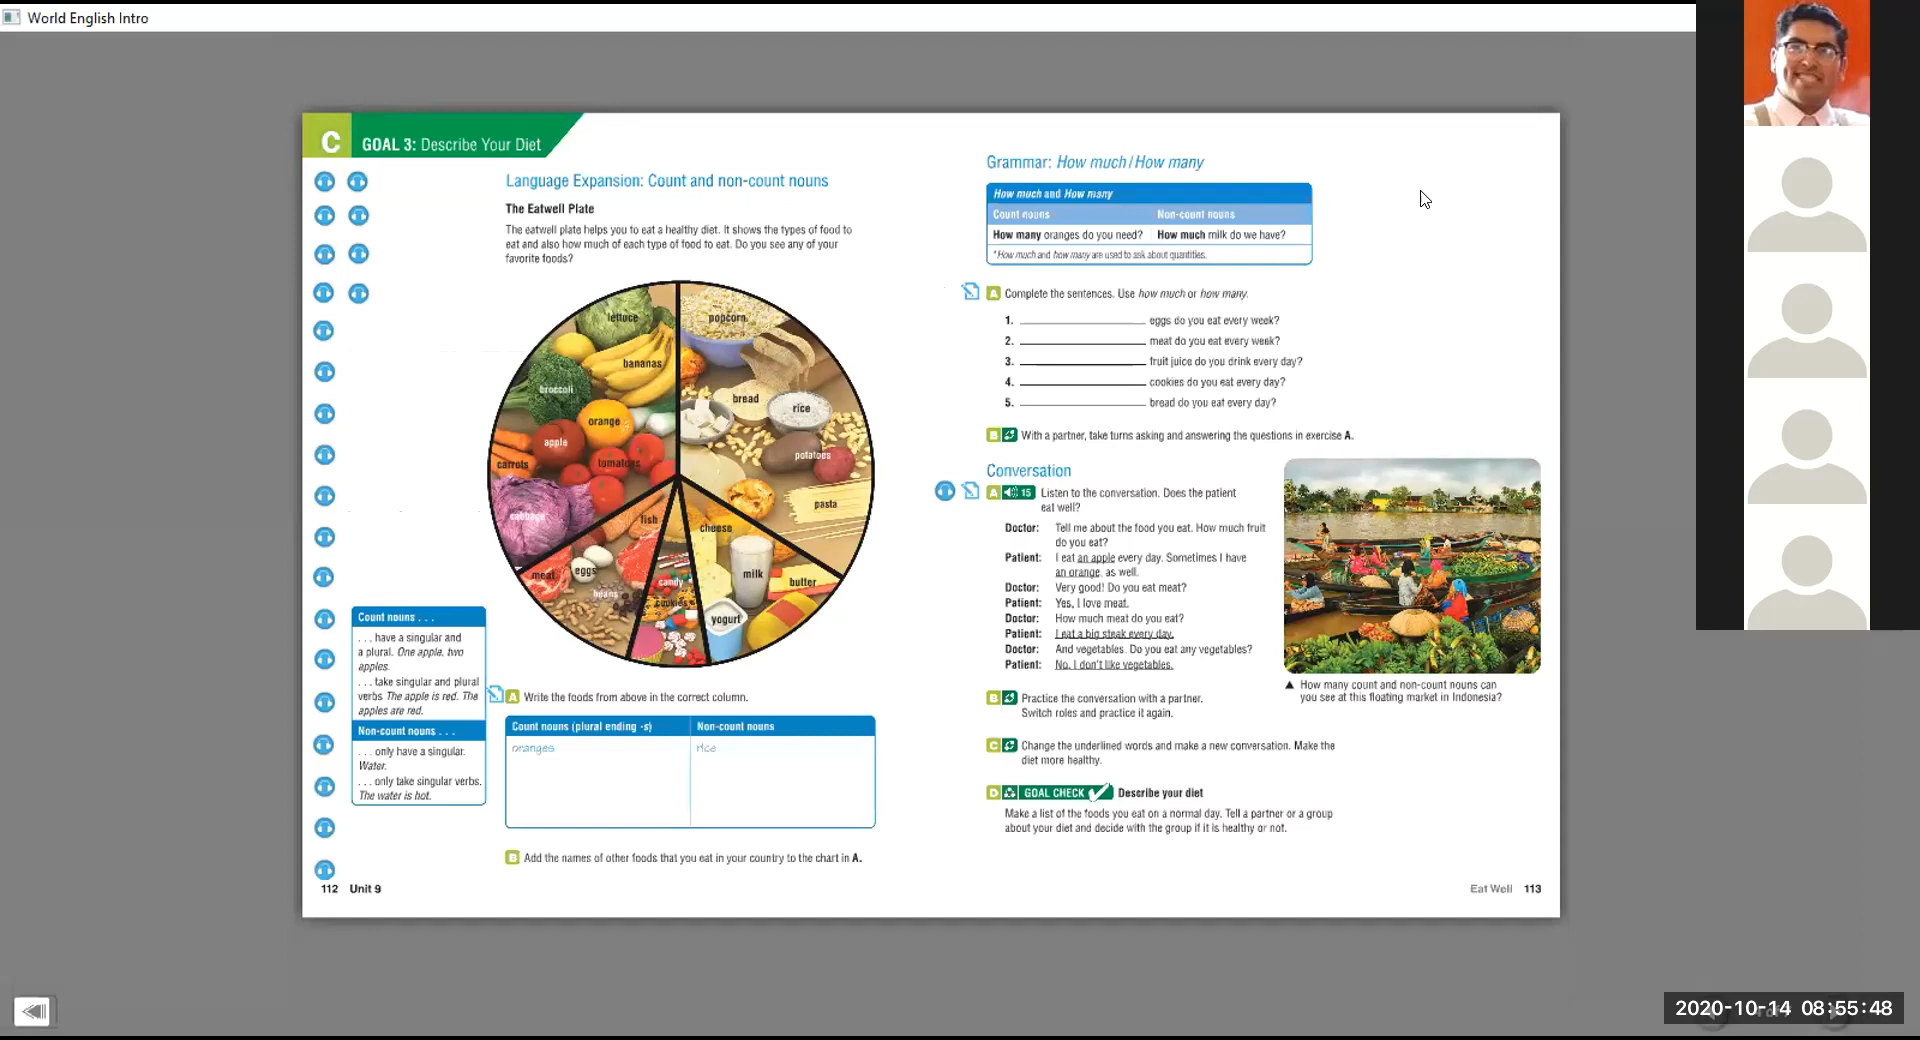 World English Intro
C GOAL 3: Describe Your Diet
Language Expansion: Count and non-count nouns
The Eatwell Plate
The eatwell plate helps you to eat a healthy diet. It shows the types of food to
eat and also how much of each type of food to eat. Do you see any of your
favorite foods?
lettuce
popcorn
bananas
broccoli
bread
rice
orange
apple
potatoes
carrots
tomatoes
pasta
cabbage
fish
cheese
meat
eggs
milk
candy
butter
beans
cookies
yogurt
Count nouns . . .
. . . have a singular and
a plural. One apple, two
apples.
. . . take singular and plural
verbs The apple is red. The
apples are red.
Non-count nouns . . .
. . . only have a singular.
Water.
. . . only take singular verbs.
The water is hot.
A Write the foods from above in the correct column.
Count nouns (plural ending -s) Non-count nouns
oranges rice
B Add the names of other foods that you eat in your country to the chart in A.
112 Unit 9
Grammar: How much/How many
How much and How many
Count nouns Non-count nouns
How many oranges do you need? How much milk do we have?
*How much and how many are used to ask about quantities.
A Complete the sentences. Use how much or how many.
1. ____________ eggs do you eat every week?
2. ____________ meat do you eat every week?
3. ____________ fruit juice do you drink every day?
4. ____________ cookies do you eat every day?
5. ____________ bread do you eat every day?
B With a partner, take turns asking and answering the questions in exercise A.
Conversation
A 15 Listen to the conversation. Does the patient
eat well?
Doctor: Tell me about the food you eat. How much fruit
do you eat?
Patient: I eat an apple every day. Sometimes I have
an orange, as well.
Doctor: Very good! Do you eat meat?
Patient: Yes, I love meat.
Doctor: How much meat do you eat?
Patient: I eat a big steak every day.
Doctor: And vegetables. Do you eat any vegetables?
Patient: No, I don't like vegetables.
▲ How many count and non-count nouns can
you see at this floating market in Indonesia?
B Practice the conversation with a partner.
Switch roles and practice it again.
C Change the underlined words and make a new conversation. Make the
diet more healthy.
D GOAL CHECK Describe your diet
Make a list of the foods you eat on a normal day. Tell a partner or a group
about your diet and decide with the group if it is healthy or not.
Eat Well 113
2020-10-14 08:55:48